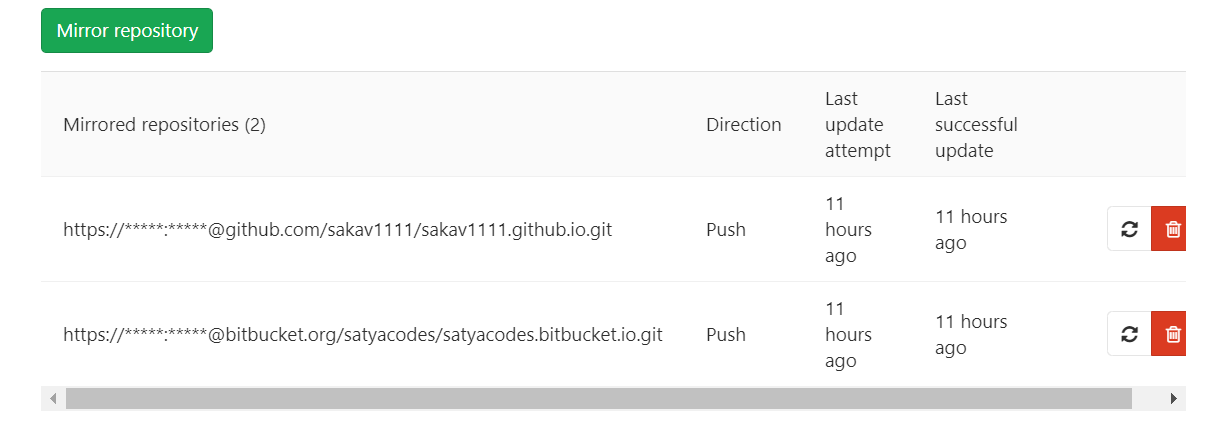 Mirror repository
Mirrored repositories (2)
Direction
Last
update
attempt
Last
successful
update
https://*****:*****@github.com/sakav1111/sakav1111.github.io.git
Push
11
hours
ago
11 hours
ago
https://*****:*****@bitbucket.org/satyacodes/satyacodes.bitbucket.io.git
Push
11
hours
ago
11 hours
ago